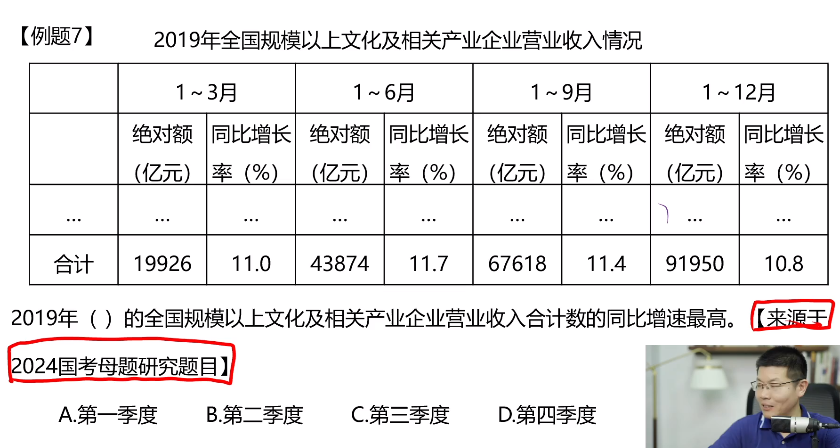 【例题7】
2019年全国规模以上文化及相关产业企业营业收入情况
1～3月 1～6月 1～9月 1～12月
绝对额（亿元） 同比增长率（%） 绝对额（亿元） 同比增长率（%） 绝对额（亿元） 同比增长率（%） 绝对额（亿元） 同比增长率（%）
... ... ... ... ... ... ... ... ...
合计 19926 11.0 43874 11.7 67618 11.4 91950 10.8
2019年（ ）的全国规模以上文化及相关产业企业营业收入合计数的同比增速最高。【来源于
2024国考母题研究题目】
A.第一季度 B.第二季度 C.第三季度 D.第四季度